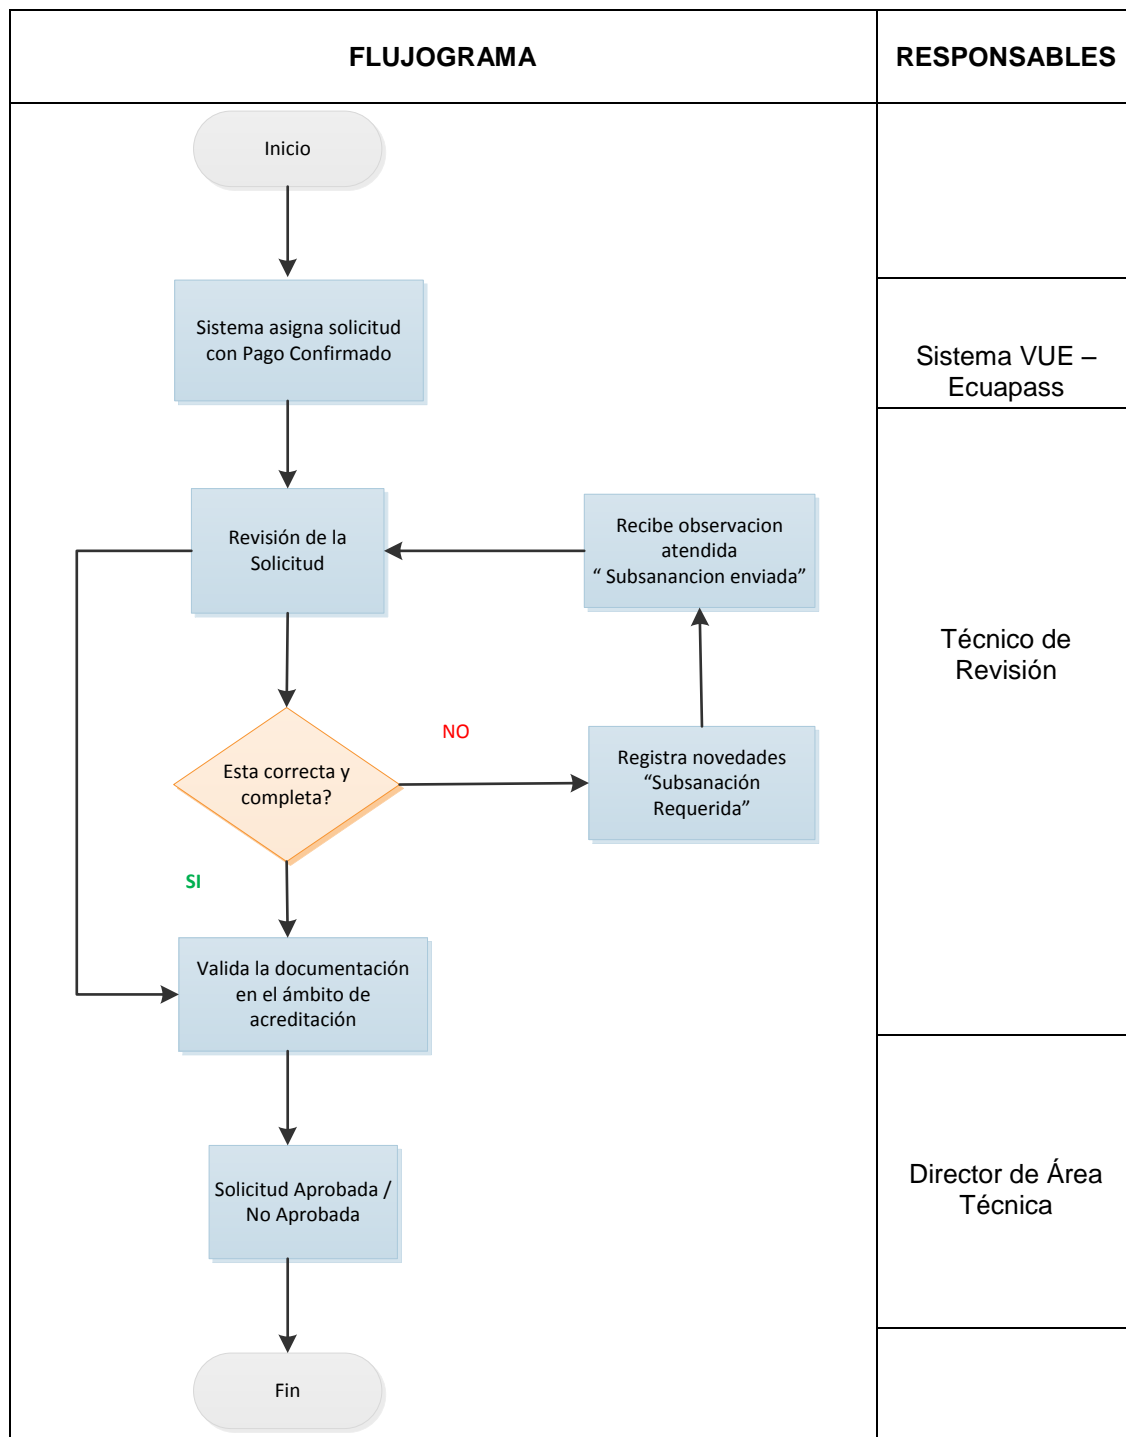 FLUJOGRAMA
RESPONSABLES
Inicio
Sistema asigna solicitud
con Pago Confirmado
Sistema VUE –
Ecuapass
Revisión de la
Solicitud
Recibe observacion
atendida
“ Subsanancion enviada”
Técnico de
Revisión
Esta correcta y
completa?
NO
Registra novedades
“Subsanación
Requerida”
SI
Valida la documentación
en el ámbito de
acreditación
Solicitud Aprobada /
No Aprobada
Director de Área
Técnica
Fin